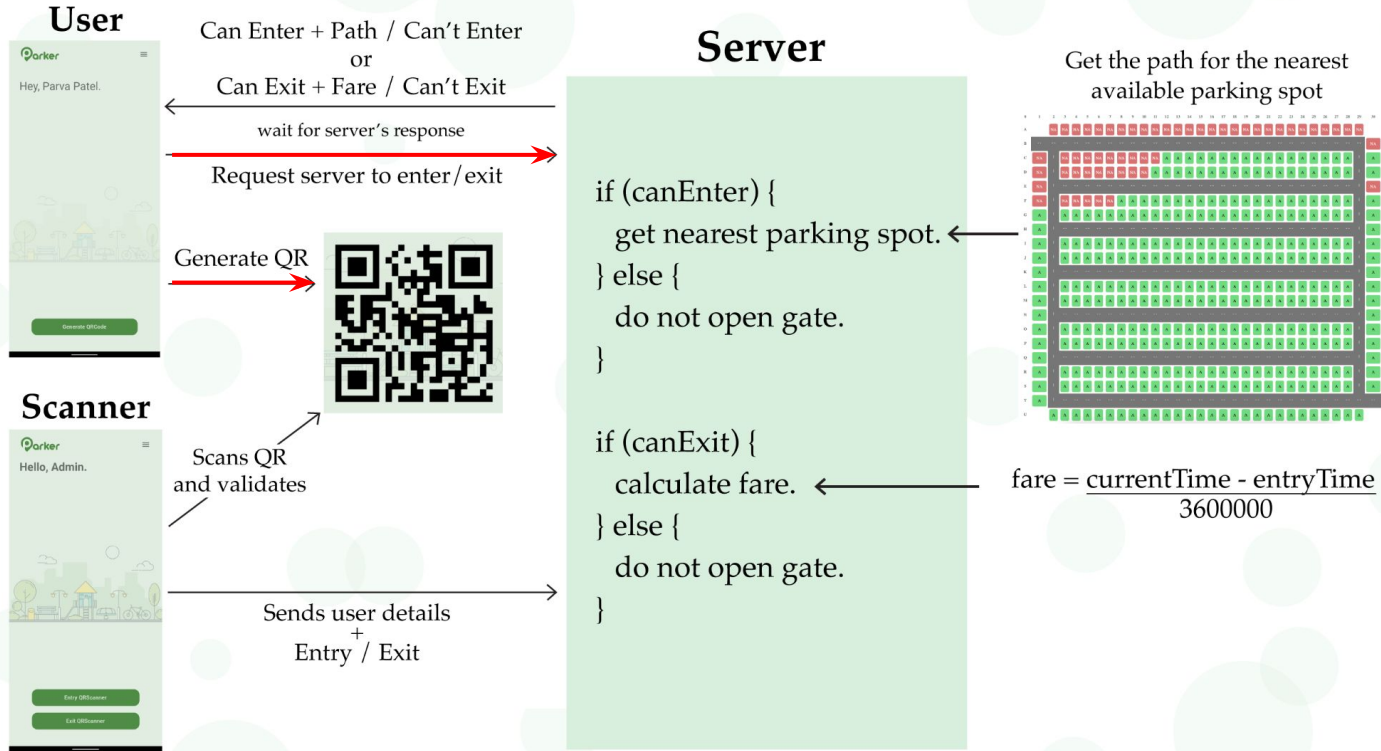 User
Parker
Hey, Parva Patel.
Generate QRCode
Can Enter + Path / Can't Enter
or
Can Exit + Fare / Can't Exit
wait for server's response
Request server to enter/exit
Generate QR
Scanner
Parker
Hello, Admin.
Entry QRScanner
Exit QRScanner
Scans QR
and validates
Sends user details
+
Entry / Exit
Server
if (canEnter) {
get nearest parking spot.
} else {
do not open gate.
}
if (canExit) {
calculate fare.
} else {
do not open gate.
}
Get the path for the nearest
available parking spot
fare = currentTime - entryTime
3600000